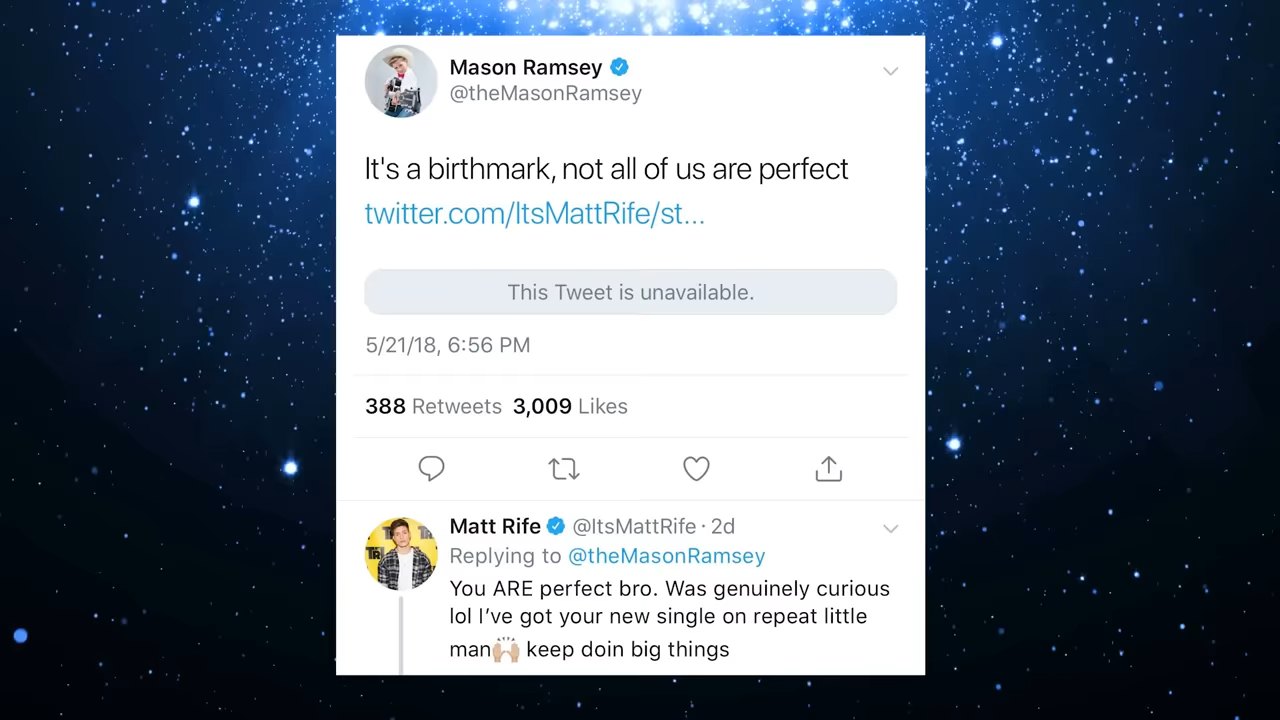 Mason Ramsey
@theMasonRamsey
It's a birthmark, not all of us are perfect
twitter.com/ItsMattRife/st...
This Tweet is unavailable.
5/21/18, 6:56 PM
388 Retweets 3,009 Likes
Matt Rife @ItsMattRife · 2d
Replying to @theMasonRamsey
You ARE perfect bro. Was genuinely curious
lol I’ve got your new single on repeat little
man🙌🏼 keep doin big things